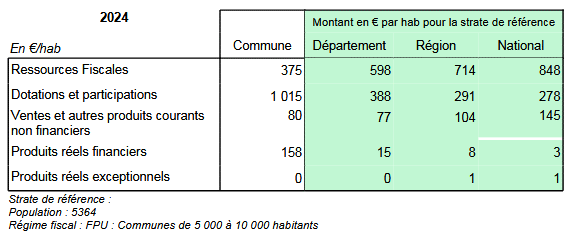 2024
Montant en € par hab pour la strate de référence
En €/hab Commune Département Région National
Ressources Fiscales 375 598 714 848
Dotations et participations 1 015 388 291 278
Ventes et autres produits courants non financiers 80 77 104 145
Produits réels financiers 158 15 8 3
Produits réels exceptionnels 0 0 1 1
Strate de référence :
Population : 5364
Régime fiscal : FPU : Communes de 5 000 à 10 000 habitants